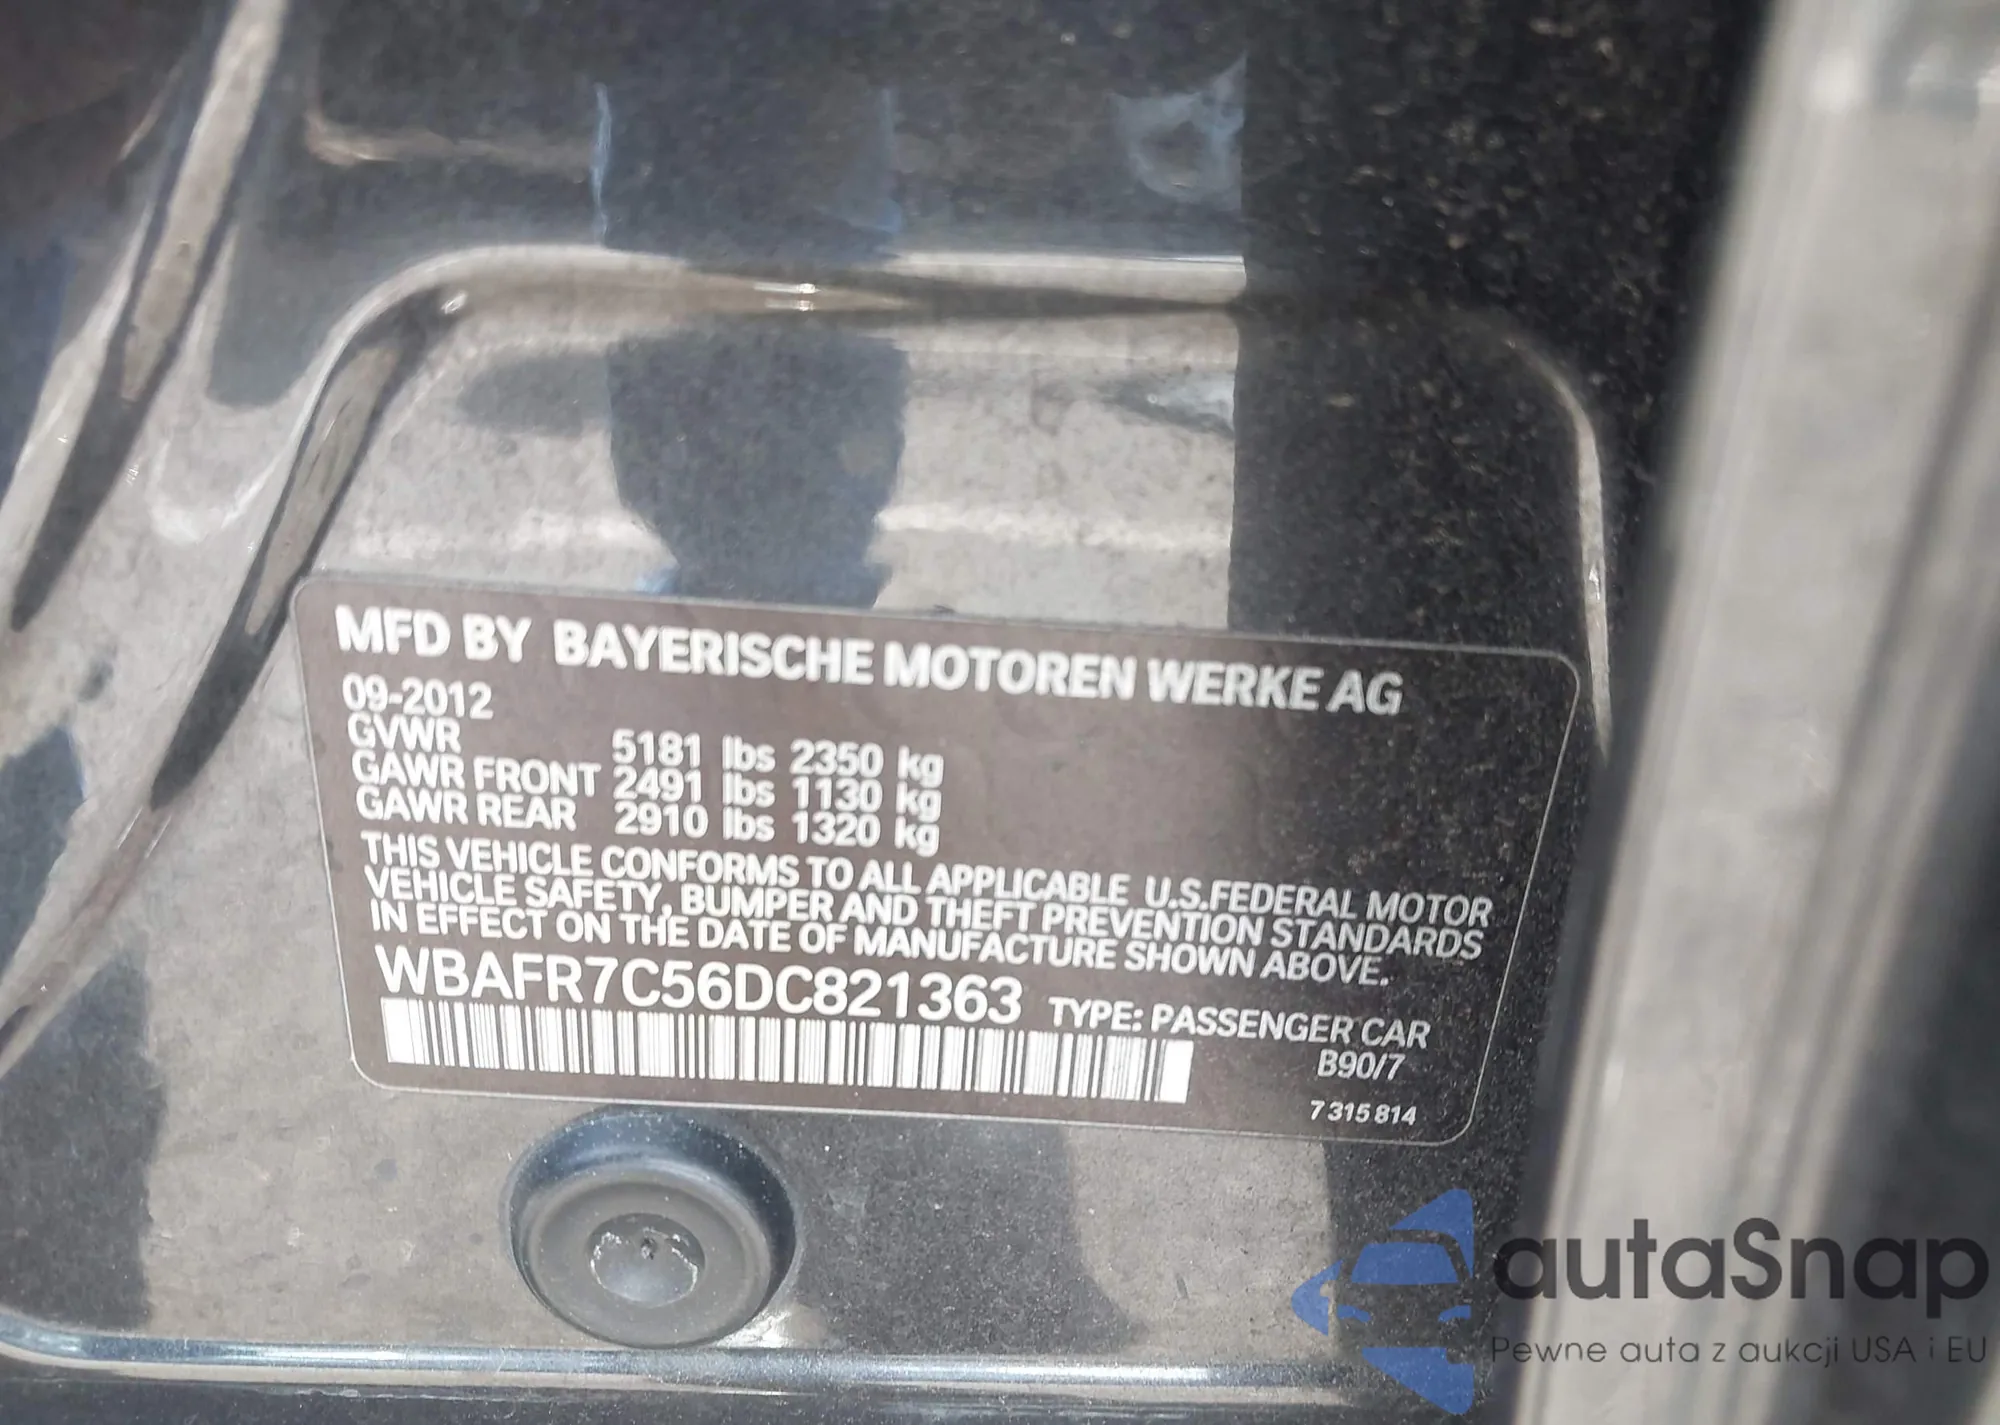 MFD BY BAYERISCHE MOTOREN WERKE AG
09-2012
GVWR 5181 lbs 2350 kg
GAWR FRONT 2491 lbs 1130 kg
GAWR REAR 2910 lbs 1320 kg
THIS VEHICLE CONFORMS TO ALL APPLICABLE U.S.FEDERAL MOTOR
VEHICLE SAFETY, BUMPER AND THEFT PREVENTION STANDARDS
IN EFFECT ON THE DATE OF MANUFACTURE SHOWN ABOVE.
WBAFR7C56DC821363 TYPE: PASSENGER CAR
B90/7
7 315 814
autaSnap
Pewne auta z aukcji USA i EU